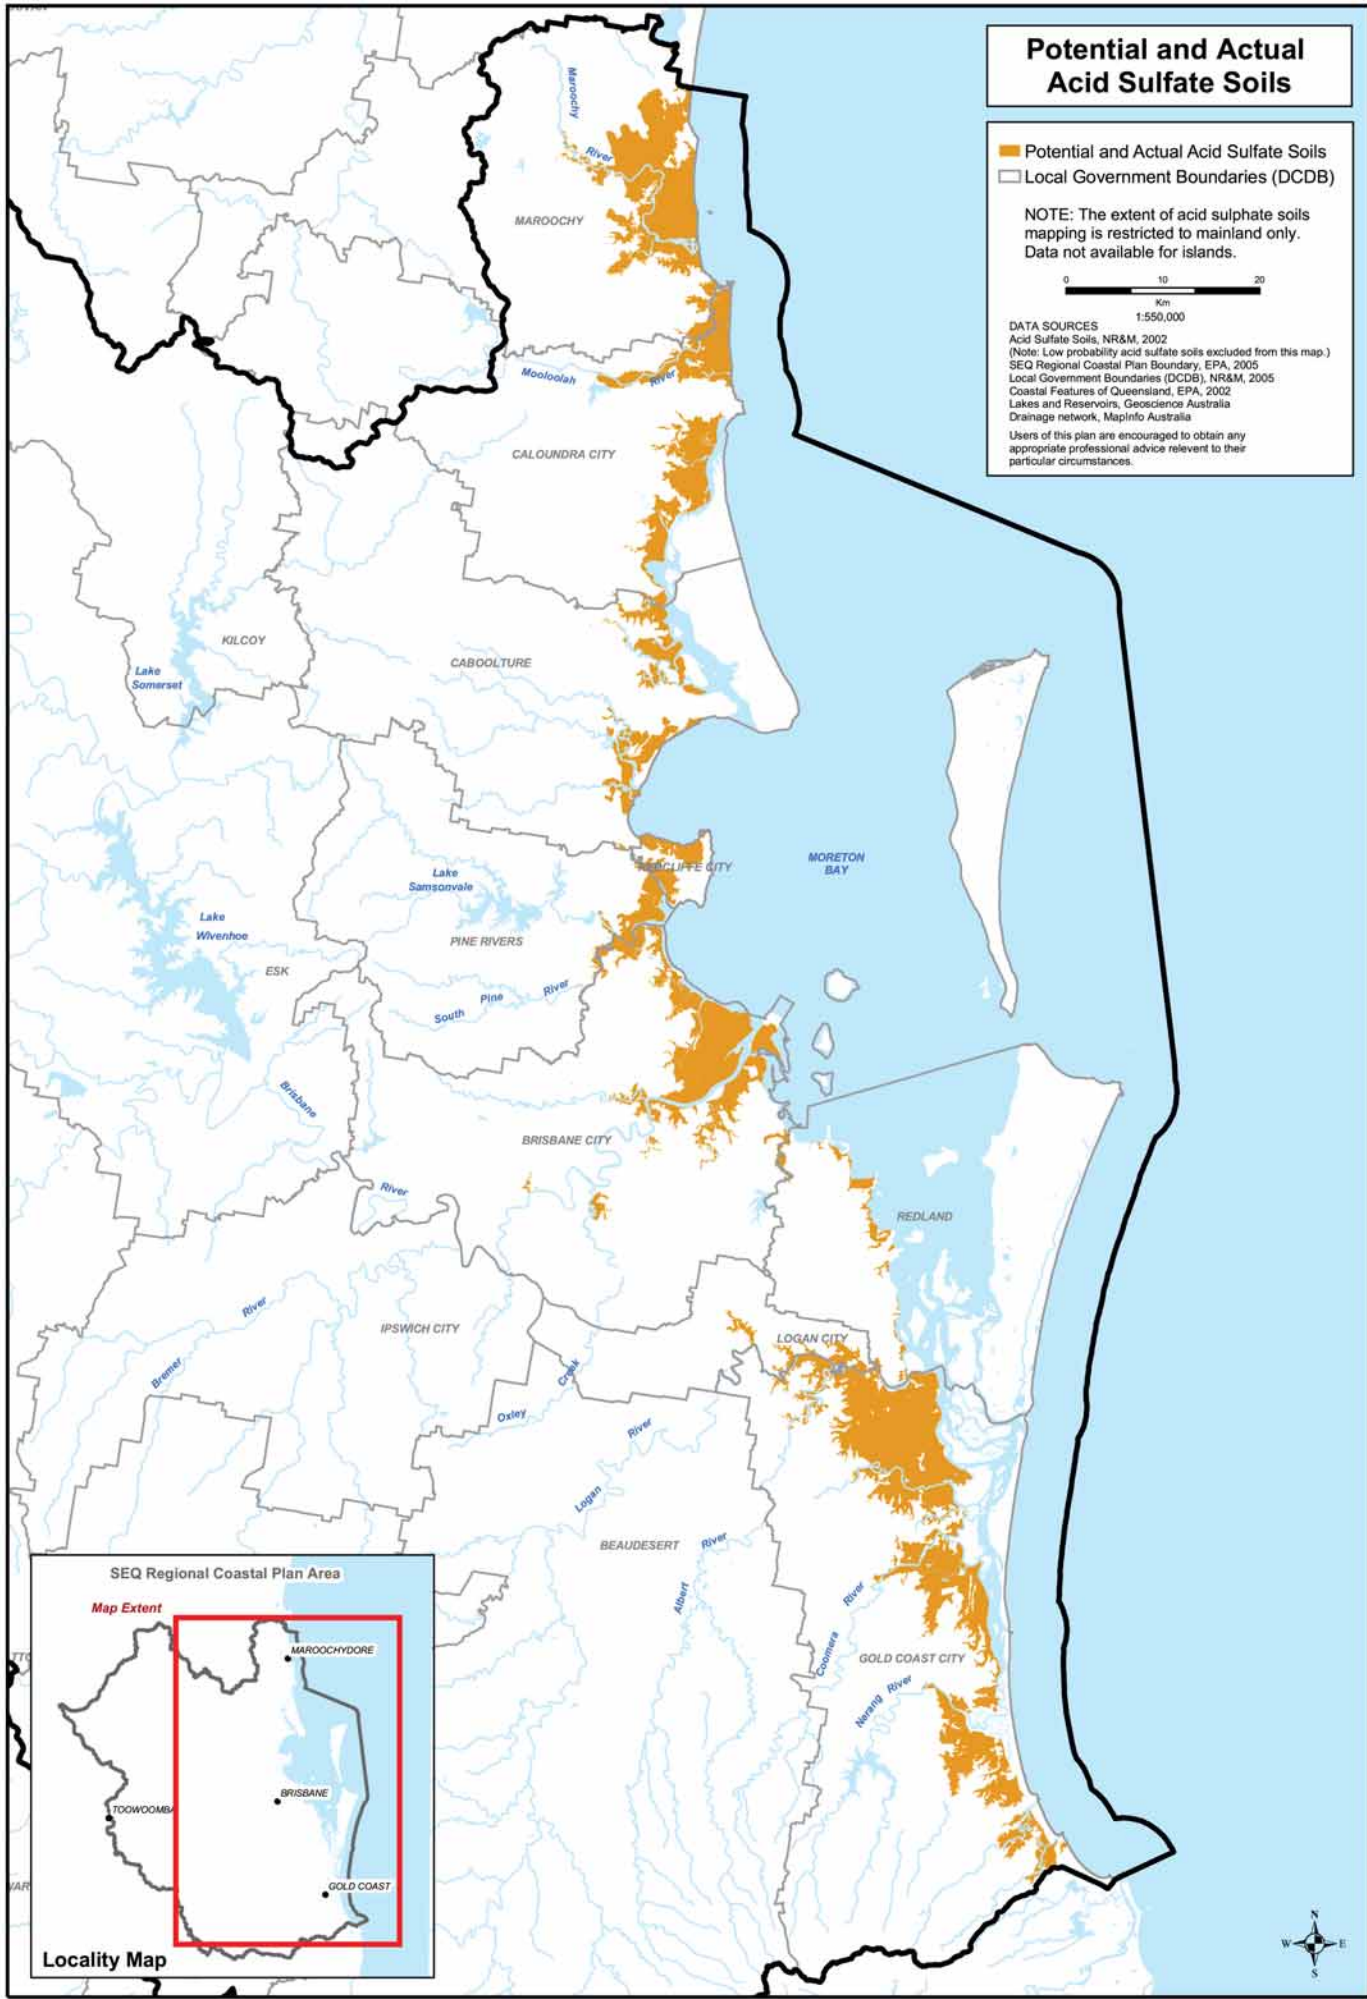 Potential and Actual
Acid Sulfate Soils
Potential and Actual Acid Sulfate Soils
Local Government Boundaries (DCDB)
NOTE: The extent of acid sulphate soils
mapping is restricted to mainland only.
Data not available for islands.
0 10 20
Km
1:550,000
DATA SOURCES
Acid Sulfate Soils, NR&M, 2002
(Note: Low probability acid sulfate soils excluded from this map.)
SEQ Regional Coastal Plan Boundary, EPA, 2005
Local Government Boundaries (DCDB), NR&M, 2005
Coastal Features of Queensland, EPA, 2002
Lakes and Reservoirs, Geoscience Australia
Drainage network, MapInfo Australia
Users of this plan are encouraged to obtain any
appropriate professional advice relevent to their
particular circumstances.
Maroochy
River
MAROOCHY
Mooloolah
River
CALOUNDRA CITY
KILCOY
Lake
Somerset
CABOOLTURE
REDCLIFFE CITY
MORETON
BAY
Lake
Samsonvale
Lake
Wivenhoe
PINE RIVERS
ESK
South
Pine
River
Brisbane
BRISBANE CITY
River
REDLAND
River
IPSWICH CITY
LOGAN CITY
Bremer
Creek
Oxley
River
Logan
BEAUDESERT
River
Albert
River
Coomera
GOLD COAST CITY
Nerang
River
SEQ Regional Coastal Plan Area
Map Extent
MAROOCHYDORE
BRISBANE
TOOWOOMBA
GOLD COAST
Locality Map
N
W E
S